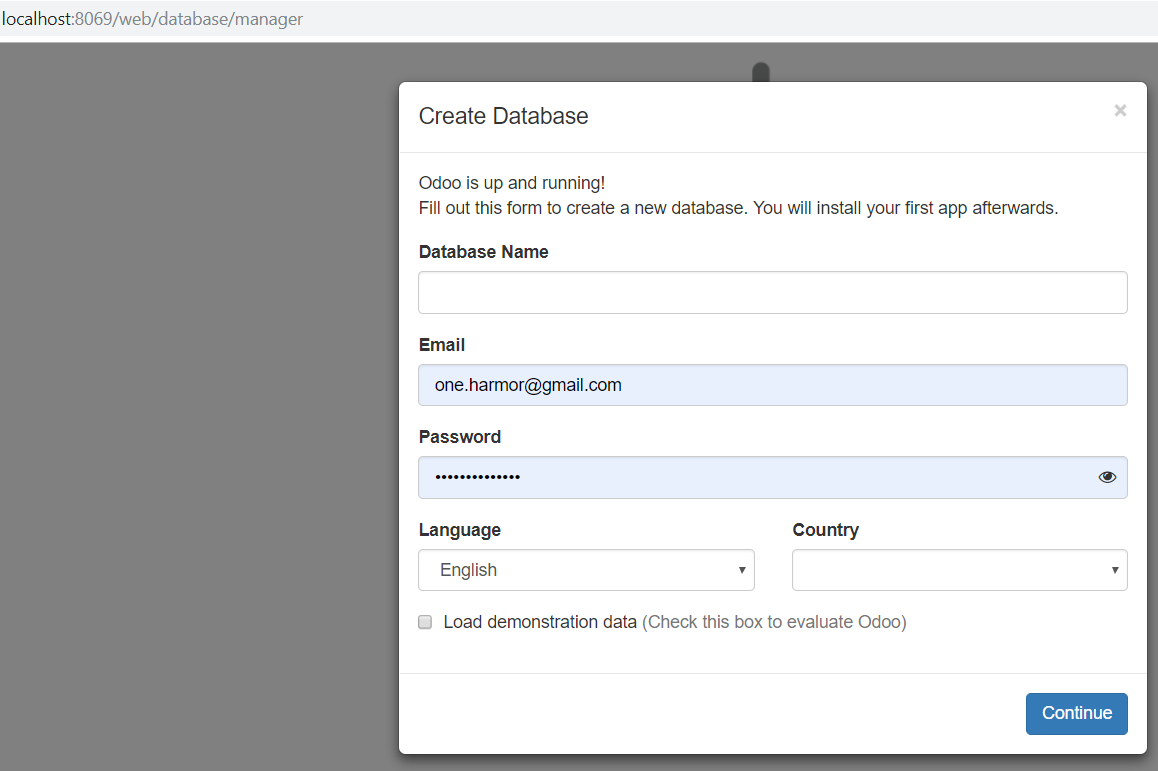 localhost:8069/web/database/manager
Create Database
×
Odoo is up and running!
Fill out this form to create a new database. You will install your first app afterwards.
Database Name
Email
one.harmor@gmail.com
Password
••••••••••••••
Language Country
English
Load demonstration data (Check this box to evaluate Odoo)
Continue